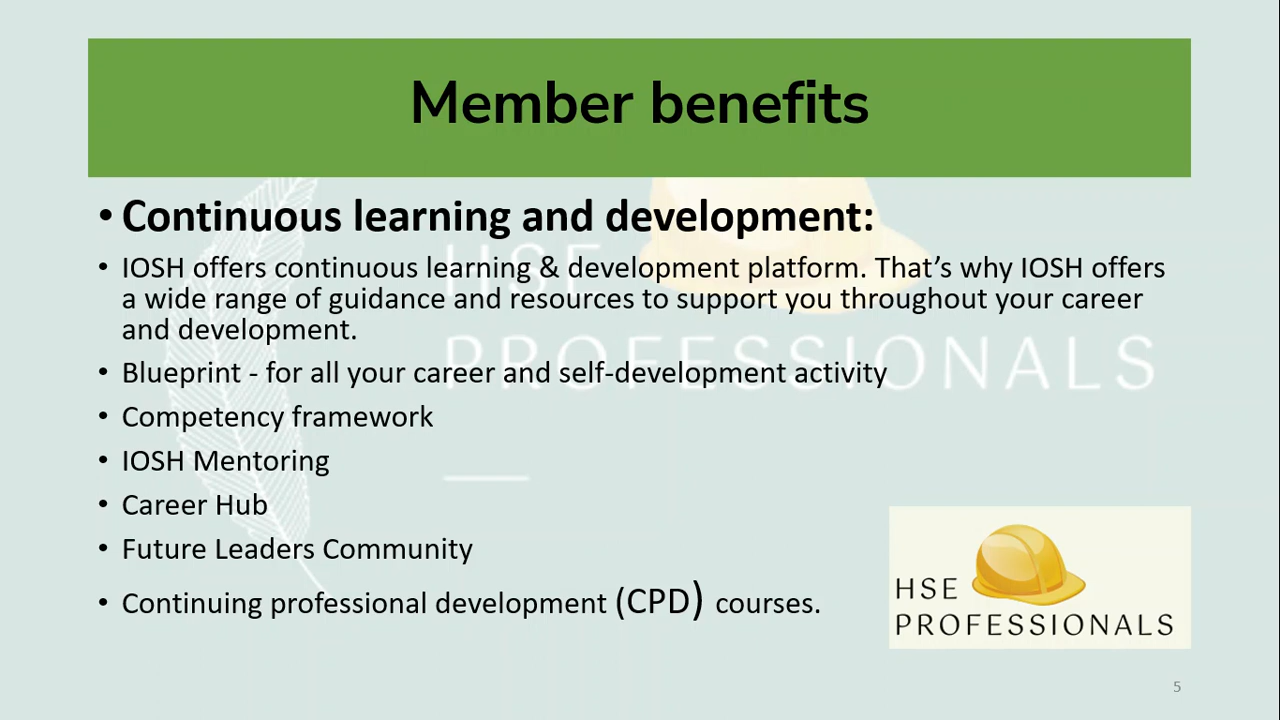 Member benefits
• Continuous learning and development:
• IOSH offers continuous learning & development platform. That’s why IOSH offers
a wide range of guidance and resources to support you throughout your career
and development.
• Blueprint - for all your career and self-development activity
• Competency framework
• IOSH Mentoring
• Career Hub
• Future Leaders Community
• Continuing professional development (CPD) courses.
HSE
PROFESSIONALS
HSE
PROFESSIONALS
5